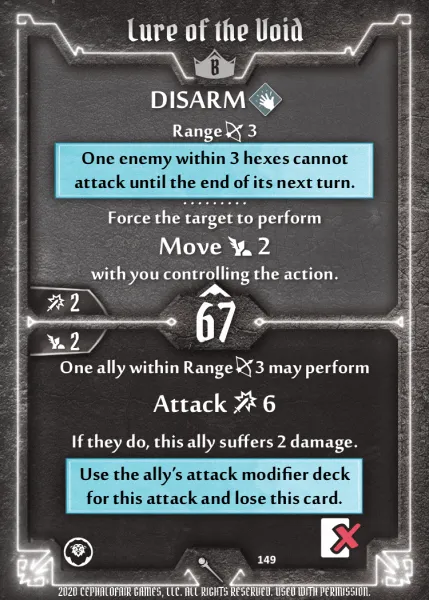 Lure of the Void
B
DISARM
Range 3
One enemy within 3 hexes cannot
attack until the end of its next turn.
Force the target to perform
Move 2
with you controlling the action.
2
67
2
One ally within Range 3 may perform
Attack 6
If they do, this ally suffers 2 damage.
Use the ally's attack modifier deck
for this attack and lose this card.
149
2020 CEPHALOFAIR GAMES, LLC. ALL RIGHTS RESERVED. USED WITH PERMISSION.